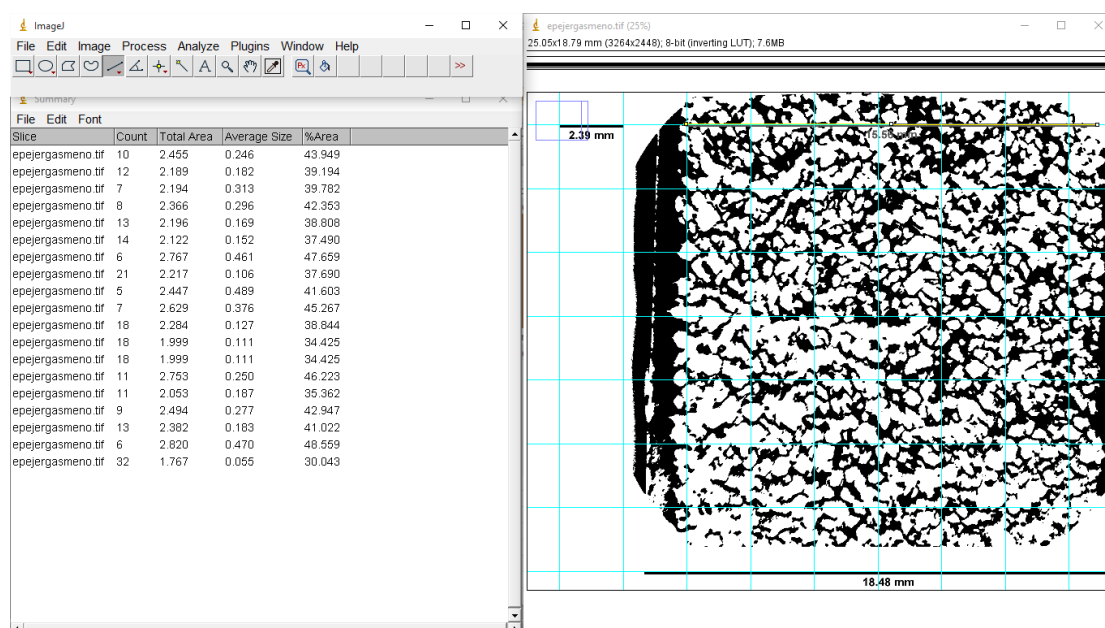 ImageJ
File Edit Image Process Analyze Plugins Window Help
A >>
Summary
File Edit Font
Slice Count Total Area Average Size %Area
epejergasmeno.tif 10 2.455 0.246 43.949
epejergasmeno.tif 12 2.189 0.182 39.194
epejergasmeno.tif 7 2.194 0.313 39.782
epejergasmeno.tif 8 2.366 0.296 42.353
epejergasmeno.tif 13 2.196 0.169 38.808
epejergasmeno.tif 14 2.122 0.152 37.490
epejergasmeno.tif 6 2.767 0.461 47.659
epejergasmeno.tif 21 2.217 0.106 37.690
epejergasmeno.tif 5 2.447 0.489 41.603
epejergasmeno.tif 7 2.629 0.376 45.267
epejergasmeno.tif 18 2.284 0.127 38.844
epejergasmeno.tif 18 1.999 0.111 34.425
epejergasmeno.tif 18 1.999 0.111 34.425
epejergasmeno.tif 11 2.753 0.250 46.223
epejergasmeno.tif 11 2.053 0.187 35.362
epejergasmeno.tif 9 2.494 0.277 42.947
epejergasmeno.tif 13 2.382 0.183 41.022
epejergasmeno.tif 6 2.820 0.470 48.559
epejergasmeno.tif 32 1.767 0.055 30.043
epejergasmeno.tif (25%)
25.05x18.79 mm (3264x2448); 8-bit (inverting LUT); 7.6MB
2.39 mm
18.48 mm